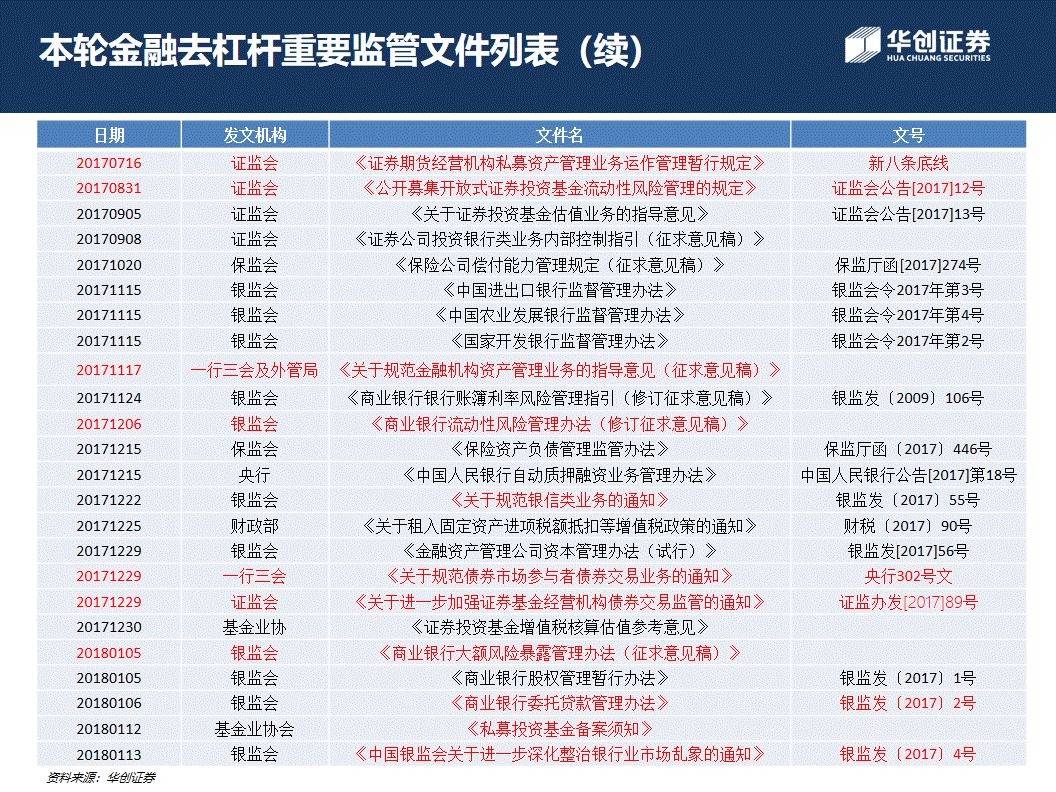 本轮金融去杠杆重要监管文件列表（续）
华创证券
HUA CHUANG SECURITIES
日期 发文机构 文件名 文号
20170716 证监会 《证券期货经营机构私募资产管理业务运作管理暂行规定》 新八条底线
20170831 证监会 《公开募集开放式证券投资基金流动性风险管理的规定》 证监会公告[2017]12号
20170905 证监会 《关于证券投资基金估值业务的指导意见》 证监会公告[2017]13号
20170908 证监会 《证券公司投资银行类业务内部控制指引（征求意见稿）》
20171020 保监会 《保险公司偿付能力管理规定（征求意见稿）》 保监厅函[2017]274号
20171115 银监会 《中国进出口银行监督管理办法》 银监会令2017年第3号
20171115 银监会 《中国农业发展银行监督管理办法》 银监会令2017年第4号
20171115 银监会 《国家开发银行监督管理办法》 银监会令2017年第2号
20171117 一行三会及外管局 《关于规范金融机构资产管理业务的指导意见（征求意见稿）》
20171124 银监会 《商业银行银行账簿利率风险管理指引（修订征求意见稿）》 银监发〔2009〕106号
20171206 银监会 《商业银行流动性风险管理办法（修订征求意见稿）》
20171215 保监会 《保险资产负债管理监管办法》 保监厅函〔2017〕446号
20171215 央行 《中国人民银行自动质押融资业务管理办法》 中国人民银行公告[2017]第18号
20171222 银监会 《关于规范银信类业务的通知》 银监发〔2017〕55号
20171225 财政部 《关于租入固定资产进项税额抵扣等增值税政策的通知》 财税〔2017〕90号
20171229 银监会 《金融资产管理公司资本管理办法（试行）》 银监发[2017]56号
20171229 一行三会 《关于规范债券市场参与者债券交易业务的通知》 央行302号文
20171229 证监会 《关于进一步加强证券基金经营机构债券交易监管的通知》 证监办发[2017]89号
20171230 基金业协 《证券投资基金增值税核算估值参考意见》
20180105 银监会 《商业银行大额风险暴露管理办法（征求意见稿）》
20180105 银监会 《商业银行股权管理暂行办法》 银监发〔2017〕1号
20180106 银监会 《商业银行委托贷款管理办法》 银监发〔2017〕2号
20180112 基金业协会 《私募投资基金备案须知》
20180113 银监会 《中国银监会关于进一步深化整治银行业市场乱象的通知》 银监发〔2017〕4号
资料来源：华创证券